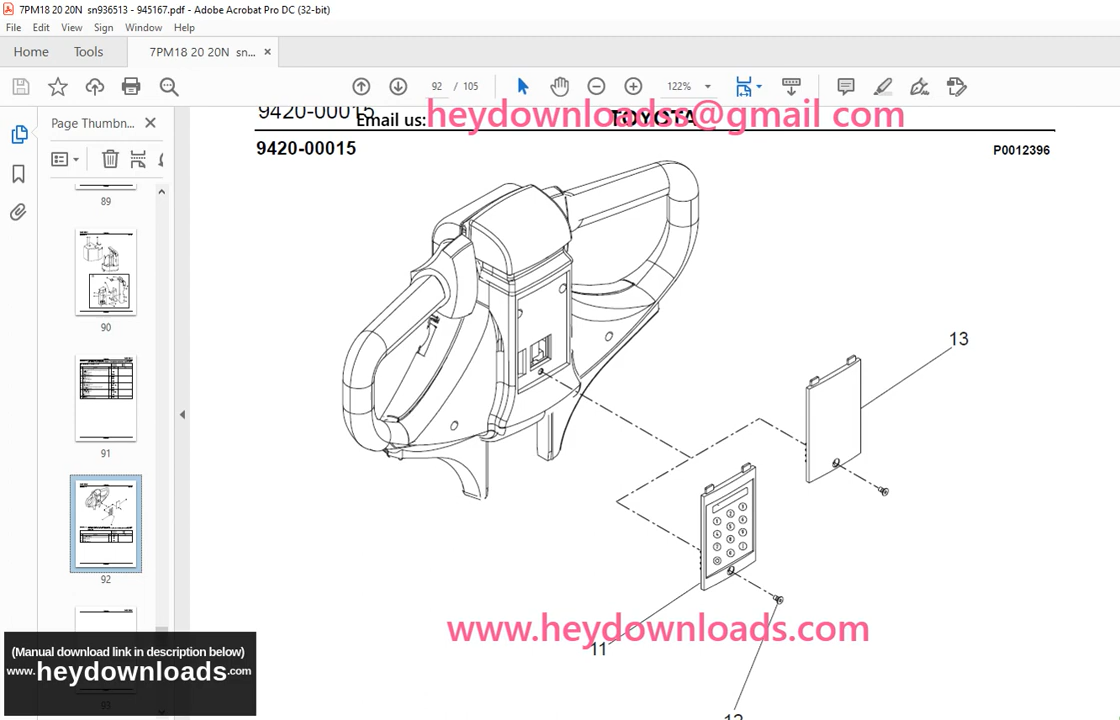 7PM18 20 20N  sn936513 - 945167.pdf - Adobe Acrobat Pro DC (32-bit)
File Edit View Sign Window Help
Home Tools 7PM18 20 20N  sn... ×
92 / 105 122%
Page Thumbn...
89
90
91
92
93
9420-00015
Email us: heydownloadss@gmail com
TOYOTA
9420-00015 P0012396
13
11
12
www.heydownloads.com
(Manual download link in description below)
www.heydownloads.com